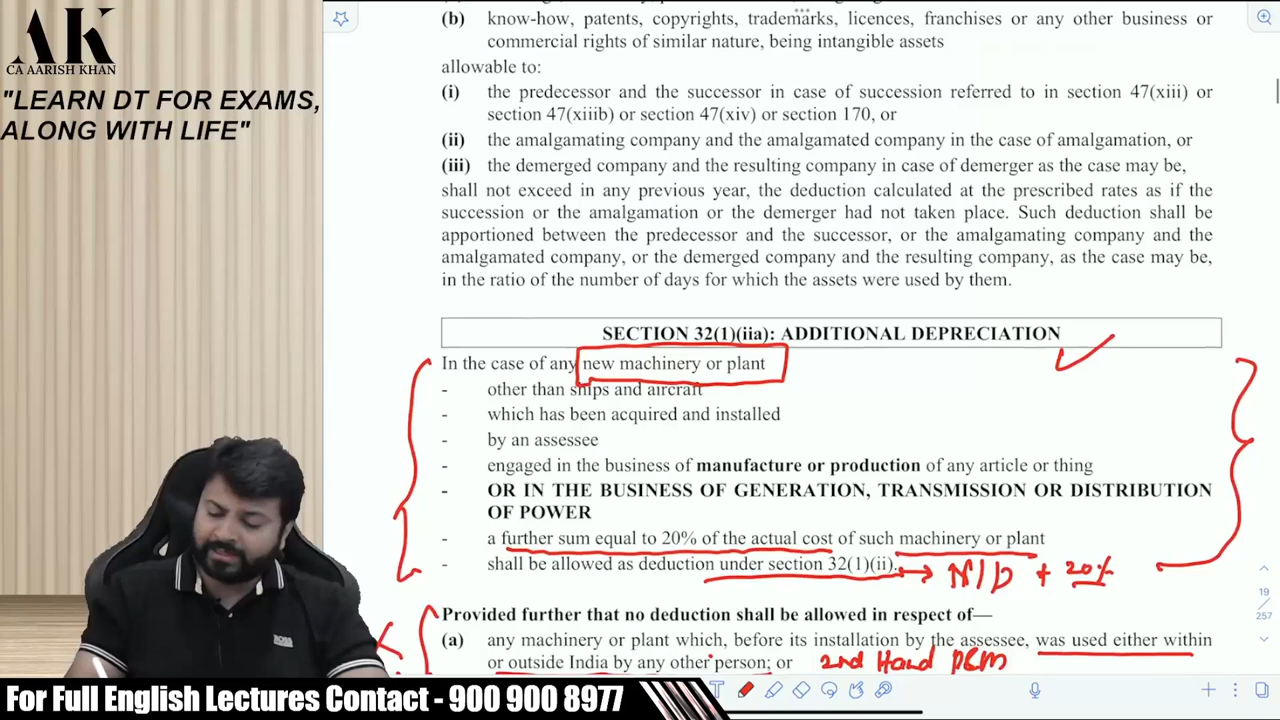 AK
CA AARISH KHAN
"LEARN DT FOR EXAMS,
ALONG WITH LIFE"
(b) know-how, patents, copyrights, trademarks, licences, franchises or any other business or
commercial rights of similar nature, being intangible assets
allowable to:
(i) the predecessor and the successor in case of succession referred to in section 47(xiii) or
section 47(xiiib) or section 47(xiv) or section 170, or
(ii) the amalgamating company and the amalgamated company in the case of amalgamation, or
(iii) the demerged company and the resulting company in case of demerger as the case may be,
shall not exceed in any previous year, the deduction calculated at the prescribed rates as if the
succession or the amalgamation or the demerger had not taken place. Such deduction shall be
apportioned between the predecessor and the successor, or the amalgamating company and the
amalgamated company, or the demerged company and the resulting company, as the case may be,
in the ratio of the number of days for which the assets were used by them.
SECTION 32(1)(iia): ADDITIONAL DEPRECIATION
In the case of any new machinery or plant
- other than ships and aircraft
- which has been acquired and installed
- by an assessee
- engaged in the business of manufacture or production of any article or thing
- OR IN THE BUSINESS OF GENERATION, TRANSMISSION OR DISTRIBUTION
OF POWER
- a further sum equal to 20% of the actual cost of such machinery or plant
- shall be allowed as deduction under section 32(1)(ii). → N/D + 20%
Provided further that no deduction shall be allowed in respect of—
(a) any machinery or plant which, before its installation by the assessee, was used either within
or outside India by any other person; or 2nd Hand P&M
19
257
For Full English Lectures Contact - 900 900 8977